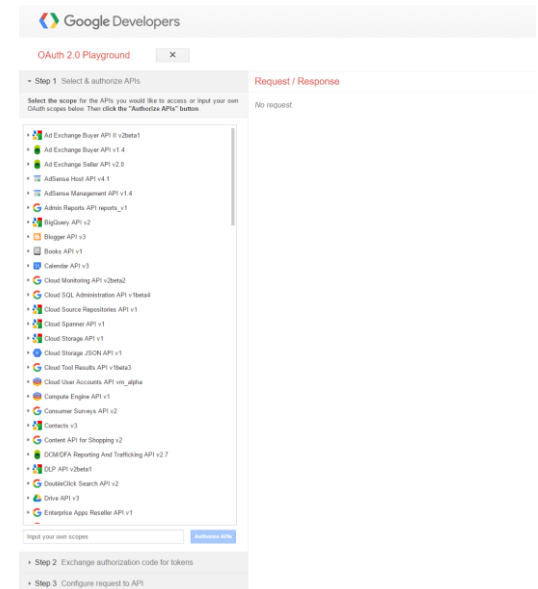 Google Developers
OAuth 2.0 Playground
Step 1 Select & authorize APIs
Select the scope for the APIs you would like to access or input your own
OAuth scopes below. Then click the "Authorize APIs" button.
Ad Exchange Buyer API II v2beta1
Ad Exchange Buyer API v1.4
Ad Exchange Seller API v2.0
AdSense Host API v4.1
AdSense Management API v1.4
Admin Reports API reports_v1
BigQuery API v2
Blogger API v3
Books API v1
Calendar API v3
Cloud Monitoring API v2beta2
Cloud SQL Administration API v1beta4
Cloud Source Repositories API v1
Cloud Spanner API v1
Cloud Storage API v1
Cloud Storage JSON API v1
Cloud Tool Results API v1beta3
Cloud User Accounts API vm_alpha
Compute Engine API v1
Consumer Surveys API v2
Contacts v3
Content API for Shopping v2
DCM/DFA Reporting And Trafficking API v2.7
DLP API v2beta1
DoubleClick Search API v2
Drive API v3
Enterprise Apps Reseller API v1
Input your own scopes
Authorize APIs
Step 2 Exchange authorization code for tokens
Step 3 Configure request to API
Request / Response
No request.